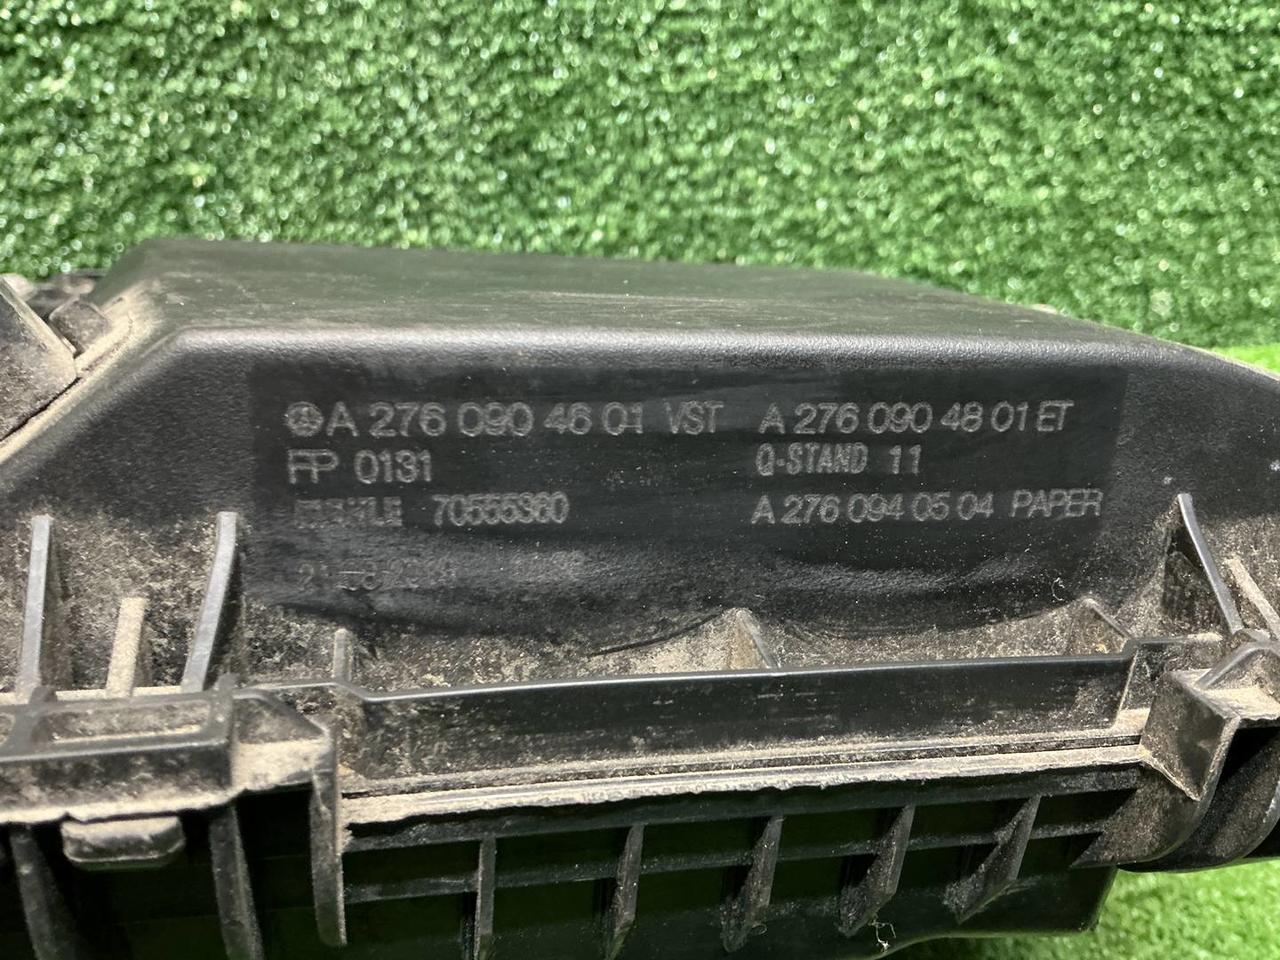 A 276 090 46 01 VST A 276 090 48 01 ET
FP 0131 Q-STAND 11
70555360 A 276 094 05 04 PAPER